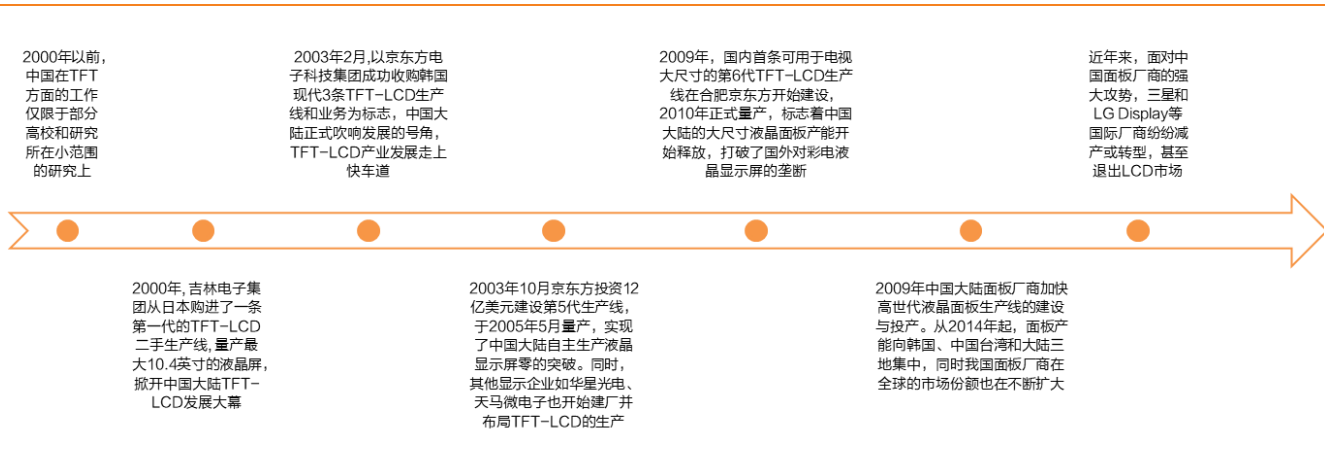 2000年以前，
中国在TFT
方面的工作
仅限于部分
高校和研究
所在小范围
的研究上
2000年,吉林电子集
团从日本购进了一条
第一代的TFT-LCD
二手生产线,量产最
大10.4英寸的液晶屏，
掀开中国大陆TFT-
LCD发展大幕
2003年2月,以京东方电
子科技集团成功收购韩国
现代3条TFT-LCD生产
线和业务为标志，中国大
陆正式吹响发展的号角，
TFT-LCD产业发展走上
快车道
2003年10月京东方投资12
亿美元建设第5代生产线，
于2005年5月量产，实现
了中国大陆自主生产液晶
显示屏零的突破。同时，
其他显示企业如华星光电、
天马微电子也开始建厂并
布局TFT-LCD的生产
2009年，国内首条可用于电视
大尺寸的第6代TFT-LCD生产
线在合肥京东方开始建设，
2010年正式量产，标志着中国
大陆的大尺寸液晶面板产能开
始释放，打破了国外对彩电液
晶显示屏的垄断
2009年中国大陆面板厂商加快
高世代液晶面板生产线的建设
与投产。从2014年起，面板产
能向韩国、中国台湾和大陆三
地集中，同时我国面板厂商在
全球的市场份额也在不断扩大
近年来，面对中
国面板厂商的强
大攻势，三星和
LG Display等
国际厂商纷纷减
产或转型，甚至
退出LCD市场